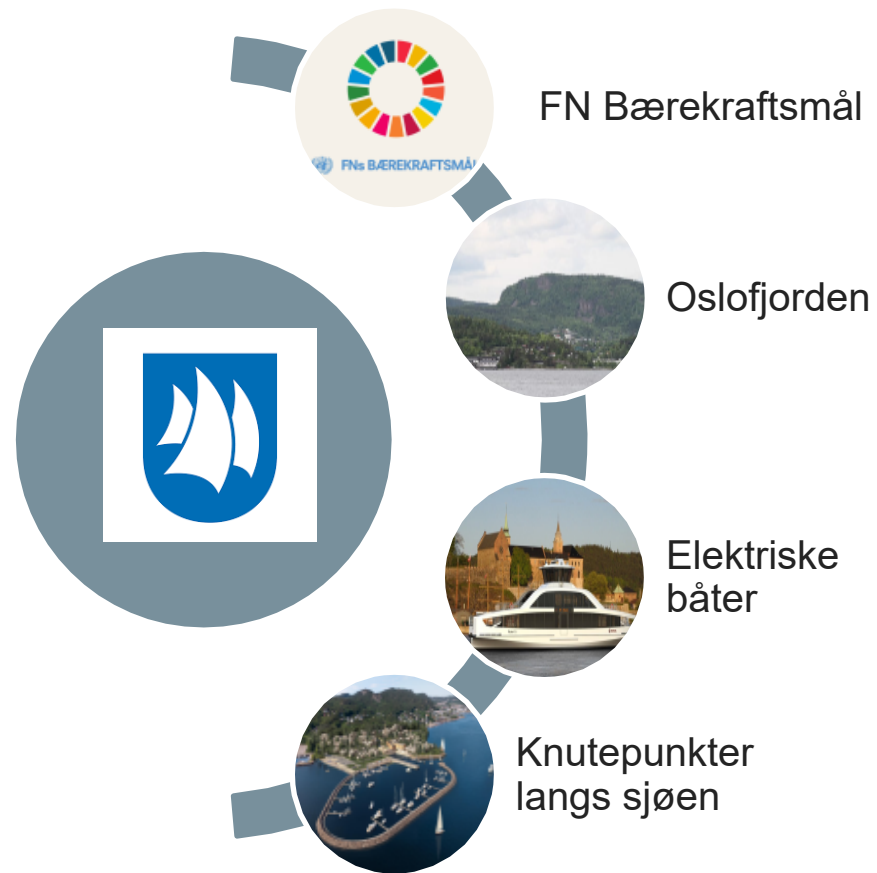 FNs BÆREKRAFTSMÅL
FN Bærekraftsmål
Oslofjorden
Elektriske
båter
Knutepunkter
langs sjøen